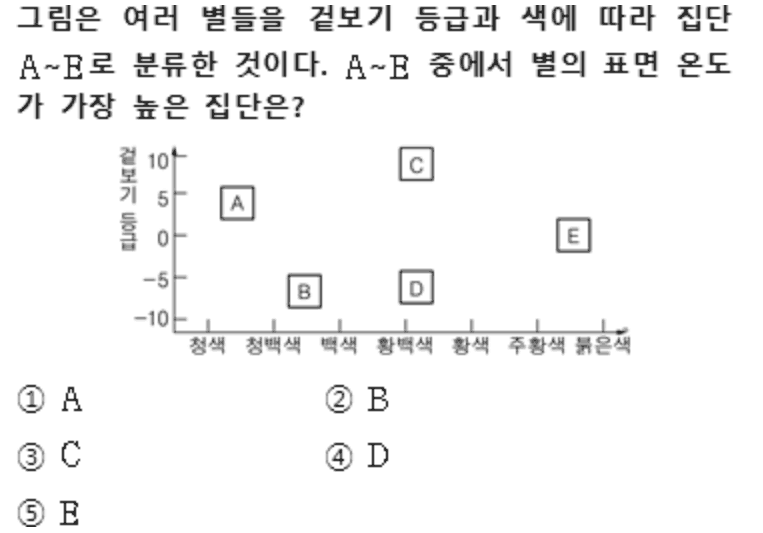 그림은 여러 별들을 겉보기 등급과 색에 따라 집단
A~E로 분류한 것이다. A~E 중에서 별의 표면 온도
가 가장 높은 집단은?
겉보기 등급
10
5
0
-5
-10
A
B
C
D
E
청색 청백색 백색 황백색 황색 주황색 붉은색
① A ② B
③ C ④ D
⑤ E